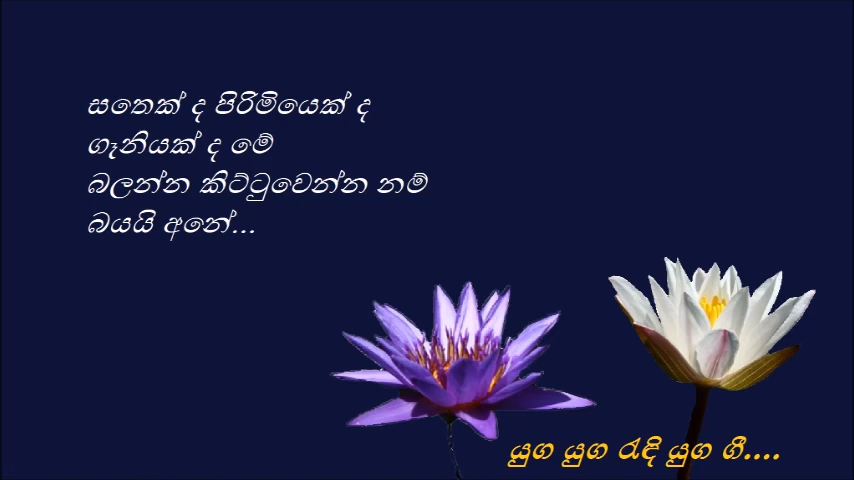 සතෙක් ද පිරිමියෙක් ද
ගෑනියක් ද මේ
බලන්න කිට්ටුවෙන්න නම්
බයයි අනේ...
යුග යුග රැඳි යුග ගී....